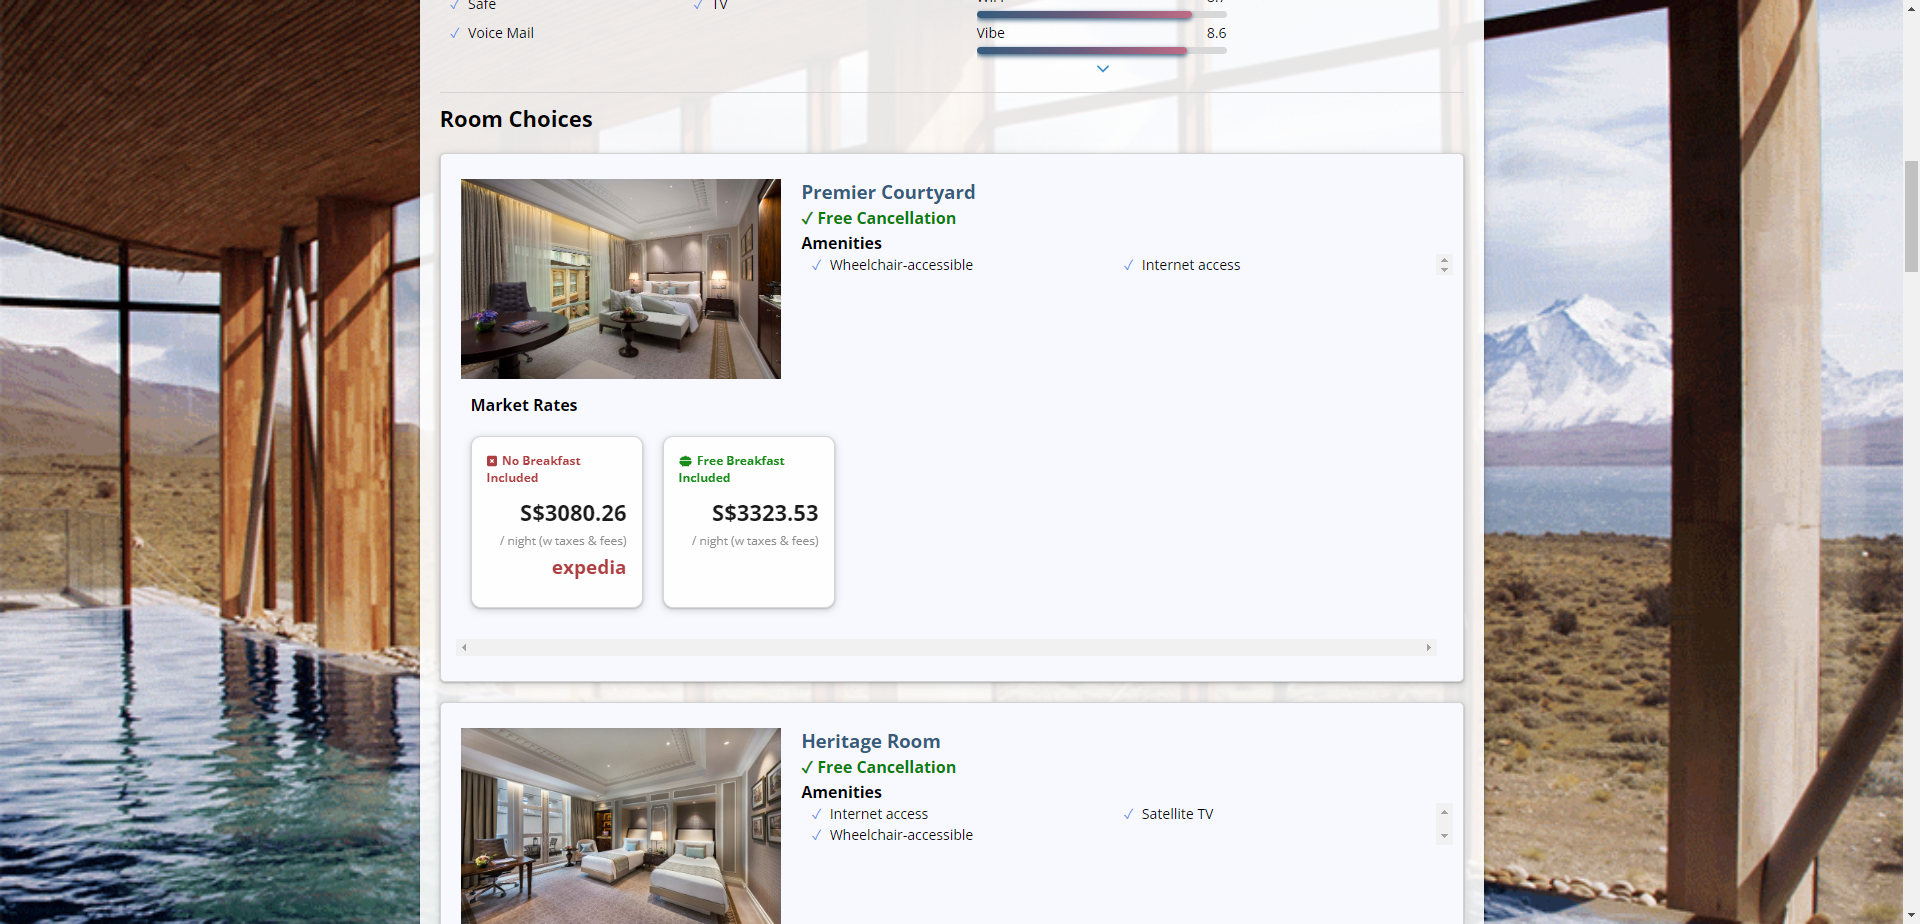 Safe
TV
Voice Mail
Vibe 8.6
Room Choices
Premier Courtyard
✓ Free Cancellation
Amenities
✓ Wheelchair-accessible
✓ Internet access
Market Rates
No Breakfast
Included
S$3080.26
/ night (w taxes & fees)
expedia
Free Breakfast
Included
S$3323.53
/ night (w taxes & fees)
Heritage Room
✓ Free Cancellation
Amenities
✓ Internet access
✓ Satellite TV
✓ Wheelchair-accessible